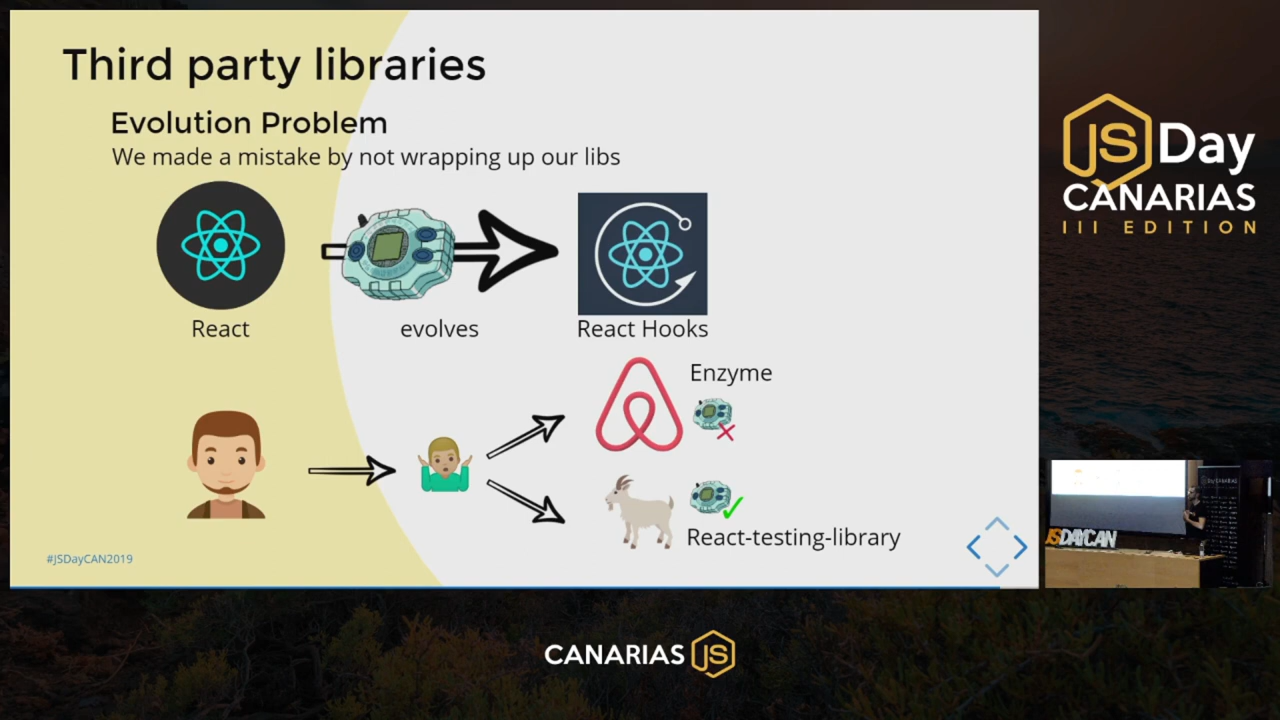 Third party libraries
Evolution Problem
We made a mistake by not wrapping up our libs
React
evolves
React Hooks
Enzyme
React-testing-library
#JSDayCAN2019
JS Day
CANARIAS
III EDITION
JSDAYCAN
CANARIAS JS